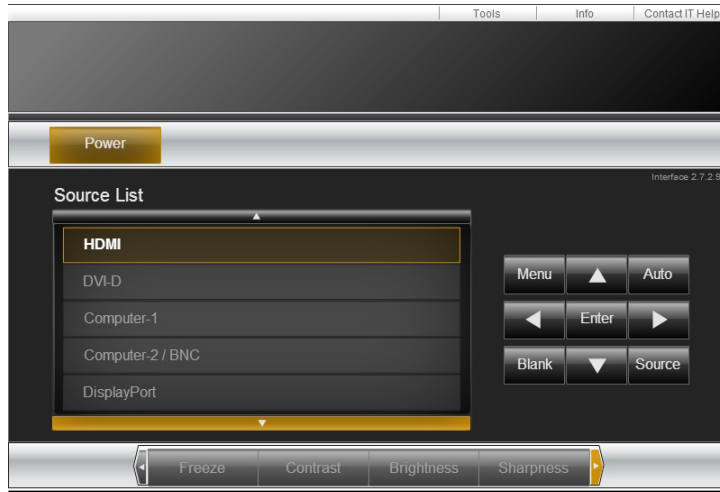 Tools Info Contact IT Help
Power
Interface 2.7.2.9
Source List
HDMI
DVI-D
Computer-1
Computer-2 / BNC
DisplayPort
Menu Auto
Enter
Blank Source
Freeze Contrast Brightness Sharpness